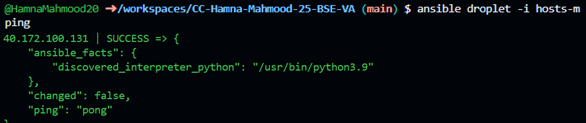 @HamnaMahmood20 ➜/workspaces/CC-Hamna-Mahmood-25-BSE-VA (main) $ ansible droplet -i hosts-m
ping
40.172.100.131 | SUCCESS => {
    "ansible_facts": {
        "discovered_interpreter_python": "/usr/bin/python3.9"
    },
    "changed": false,
    "ping": "pong"
}